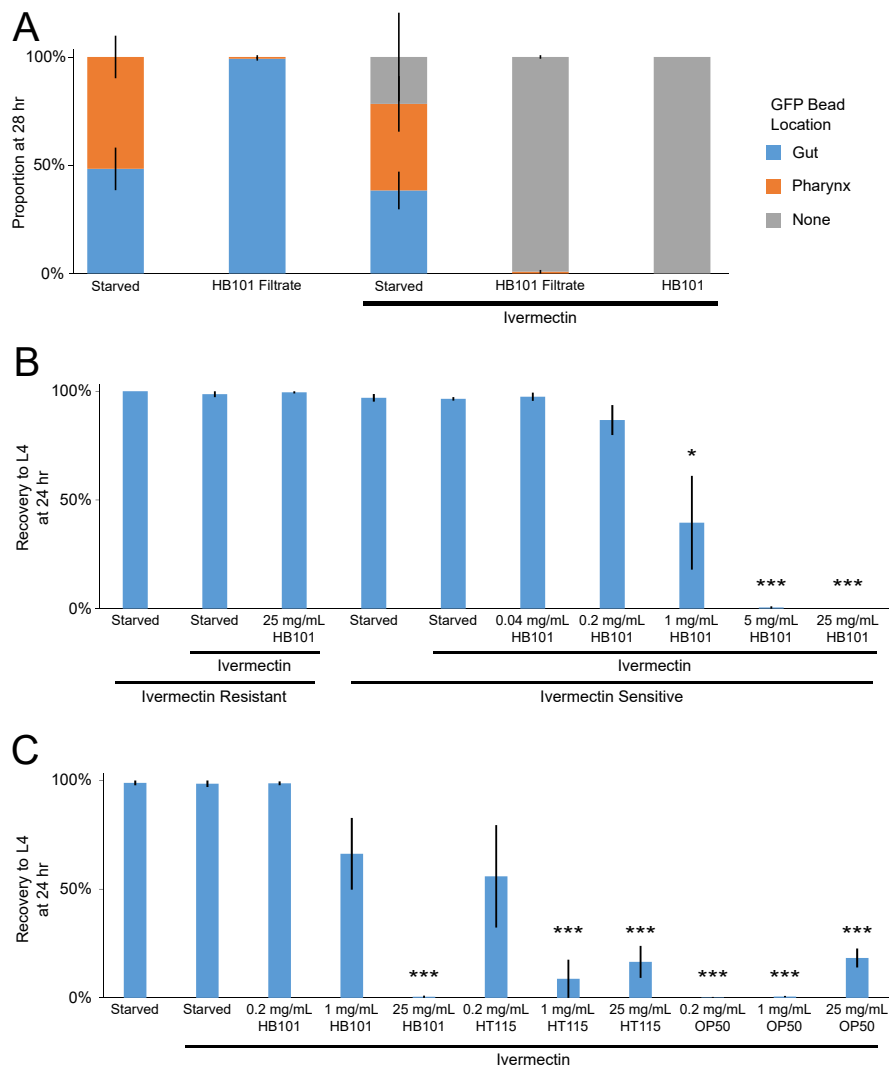 A
100%
50%
0%
Proportion at 28 hr
Starved
HB101 Filtrate
Starved
HB101 Filtrate
HB101
Ivermectin
GFP Bead
Location
Gut
Pharynx
None
B
100%
50%
0%
Recovery to L4
at 24 hr
*
***
***
Starved
Starved
25 mg/mL
HB101
Starved
Starved
0.04 mg/mL
HB101
0.2 mg/mL
HB101
1 mg/mL
HB101
5 mg/mL
HB101
25 mg/mL
HB101
Ivermectin
Ivermectin
Ivermectin Resistant
Ivermectin Sensitive
C
100%
50%
0%
Recovery to L4
at 24 hr
***
***
***
***
***
***
Starved
Starved
0.2 mg/mL
HB101
1 mg/mL
HB101
25 mg/mL
HB101
0.2 mg/mL
HT115
1 mg/mL
HT115
25 mg/mL
HT115
0.2 mg/mL
OP50
1 mg/mL
OP50
25 mg/mL
OP50
Ivermectin